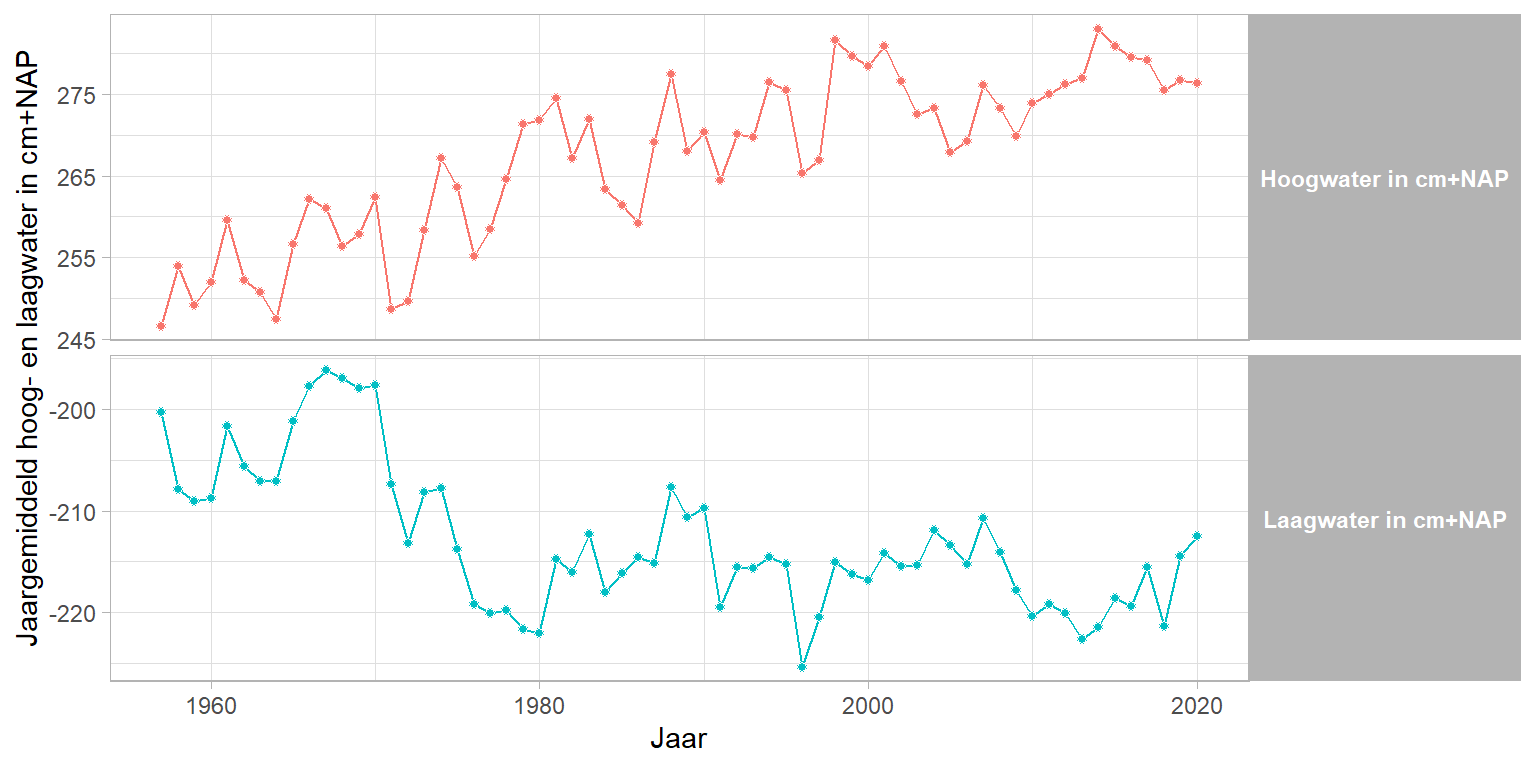 Jaargemiddeld hoog- en laagwater in cm+NAP
275
265
255
245
Hoogwater in cm+NAP
-200
-210
-220
Laagwater in cm+NAP
1960 1980 2000 2020
Jaar